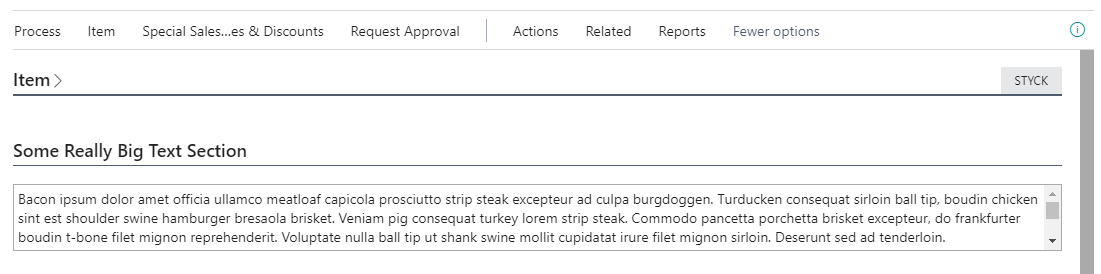 Process Item Special Sales...es & Discounts Request Approval Actions Related Reports Fewer options
Item
STYCK
Some Really Big Text Section
Bacon ipsum dolor amet officia ullamco meatloaf capicola prosciutto strip steak excepteur ad culpa burgdoggen. Turducken consequat sirloin ball tip, boudin chicken
sint est shoulder swine hamburger bresaola brisket. Veniam pig consequat turkey lorem strip steak. Commodo pancetta porchetta brisket excepteur, do frankfurter
boudin t-bone filet mignon reprehenderit. Voluptate nulla ball tip ut shank swine mollit cupidatat irure filet mignon sirloin. Deserunt sed ad tenderloin.